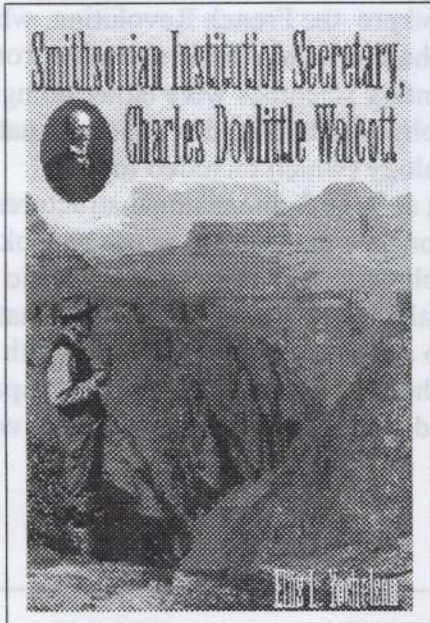 Smithsonian Institution Secretary,
Charles Doolittle Walcott
Ellis L. Yochelson